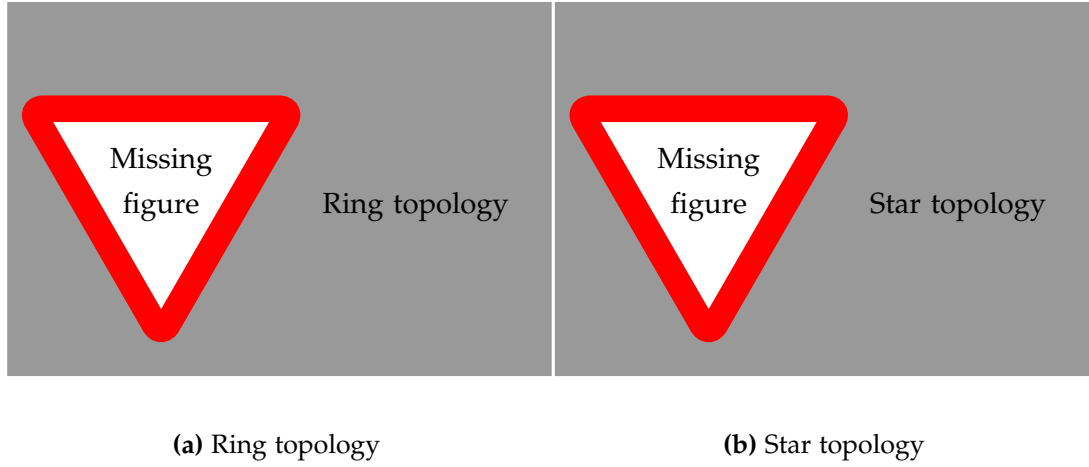 Missing
figure
Ring topology
Missing
figure
Star topology
(a) Ring topology
(b) Star topology